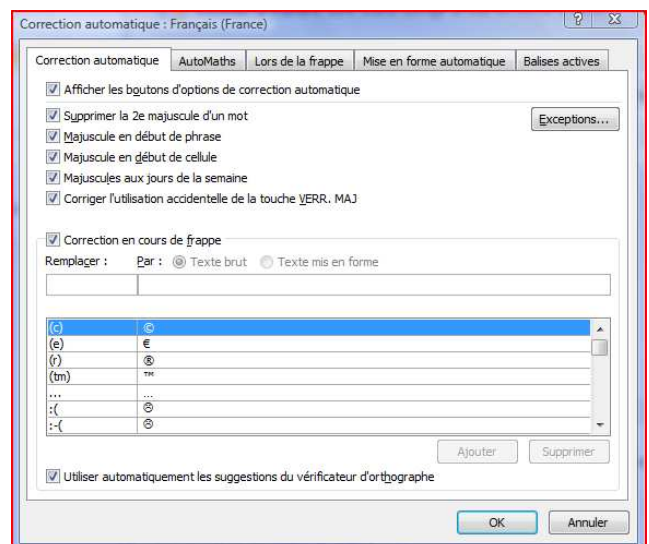 Correction automatique : Français (France)
Correction automatique AutoMaths Lors de la frappe Mise en forme automatique Balises actives
Afficher les boutons d'options de correction automatique
Supprimer la 2e majuscule d'un mot Exceptions...
Majuscule en début de phrase
Majuscule en début de cellule
Majuscules aux jours de la semaine
Corriger l'utilisation accidentelle de la touche VERR. MAJ
Correction en cours de frappe
Remplacer : Par : Texte brut Texte mis en forme
(c) ©
(e) €
(r) ®
(tm) ™
... …
:( ☹
:-( ☹
Ajouter Supprimer
Utiliser automatiquement les suggestions du vérificateur d'orthographe
OK Annuler